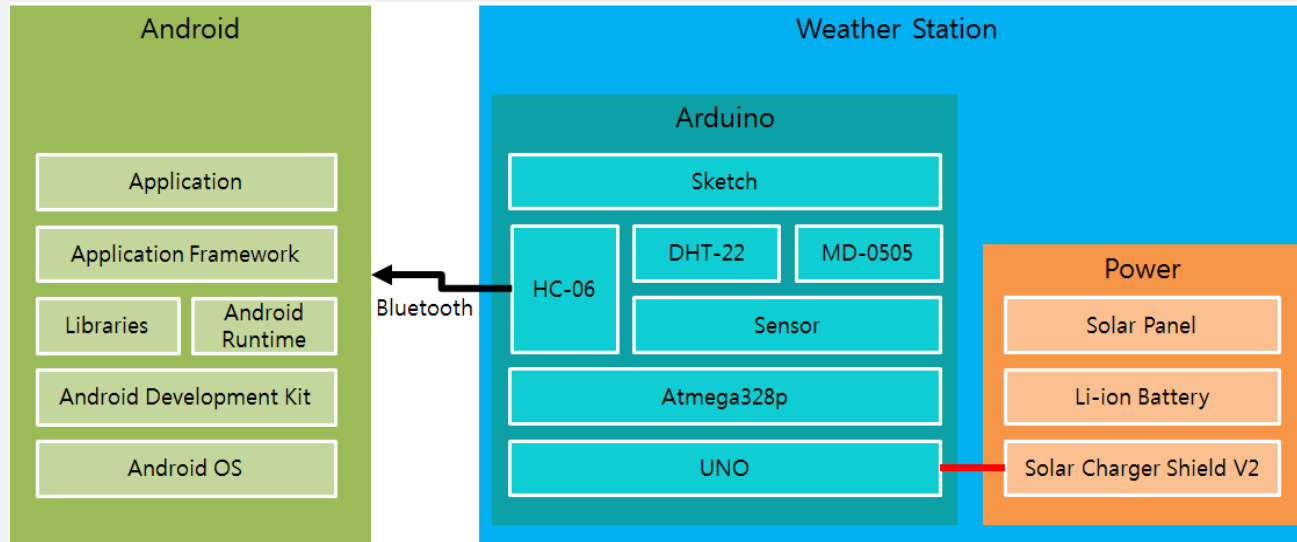 Android
Application
Application Framework
Libraries
Android
Runtime
Android Development Kit
Android OS
Bluetooth
Weather Station
Arduino
Sketch
HC-06
DHT-22
MD-0505
Sensor
Atmega328p
UNO
Power
Solar Panel
Li-ion Battery
Solar Charger Shield V2